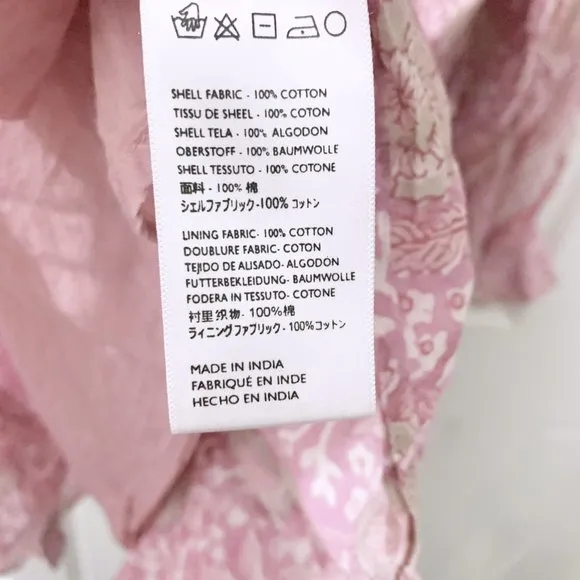 SHELL FABRIC - 100% COTTON
TISSU DE SHEEL - 100% COTON
SHELL TELA - 100% ALGODON
OBERSTOFF - 100% BAUMWOLLE
SHELL TESSUTO - 100% COTONE
面料 - 100% 棉
シェルファブリック-100% コットン
LINING FABRIC- 100% COTTON
DOUBLURE FABRIC- COTON
TEJIDO DE ALISADO- ALGODÓN
FUTTERBEKLEIDUNG- BAUMWOLLE
FODERA IN TESSUTO- COTONE
衬里织物- 100%棉
ライニングファブリック - 100%コットン
MADE IN INDIA
FABRIQUÉ EN INDE
HECHO EN INDIA